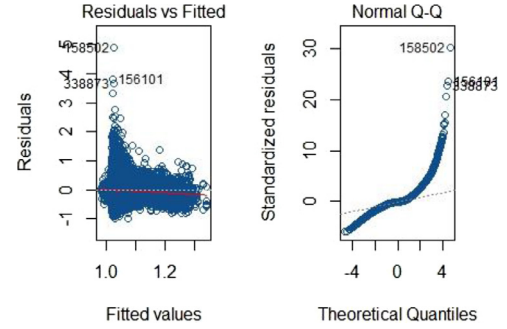 Residuals vs Fitted
Residuals
-1 0 1 2 3 4 5
158502
156101
338873
1.0 1.2
Fitted values
Normal Q-Q
Standardized residuals
0 10 20 30
158502
156101
338873
-4 0 4
Theoretical Quantiles